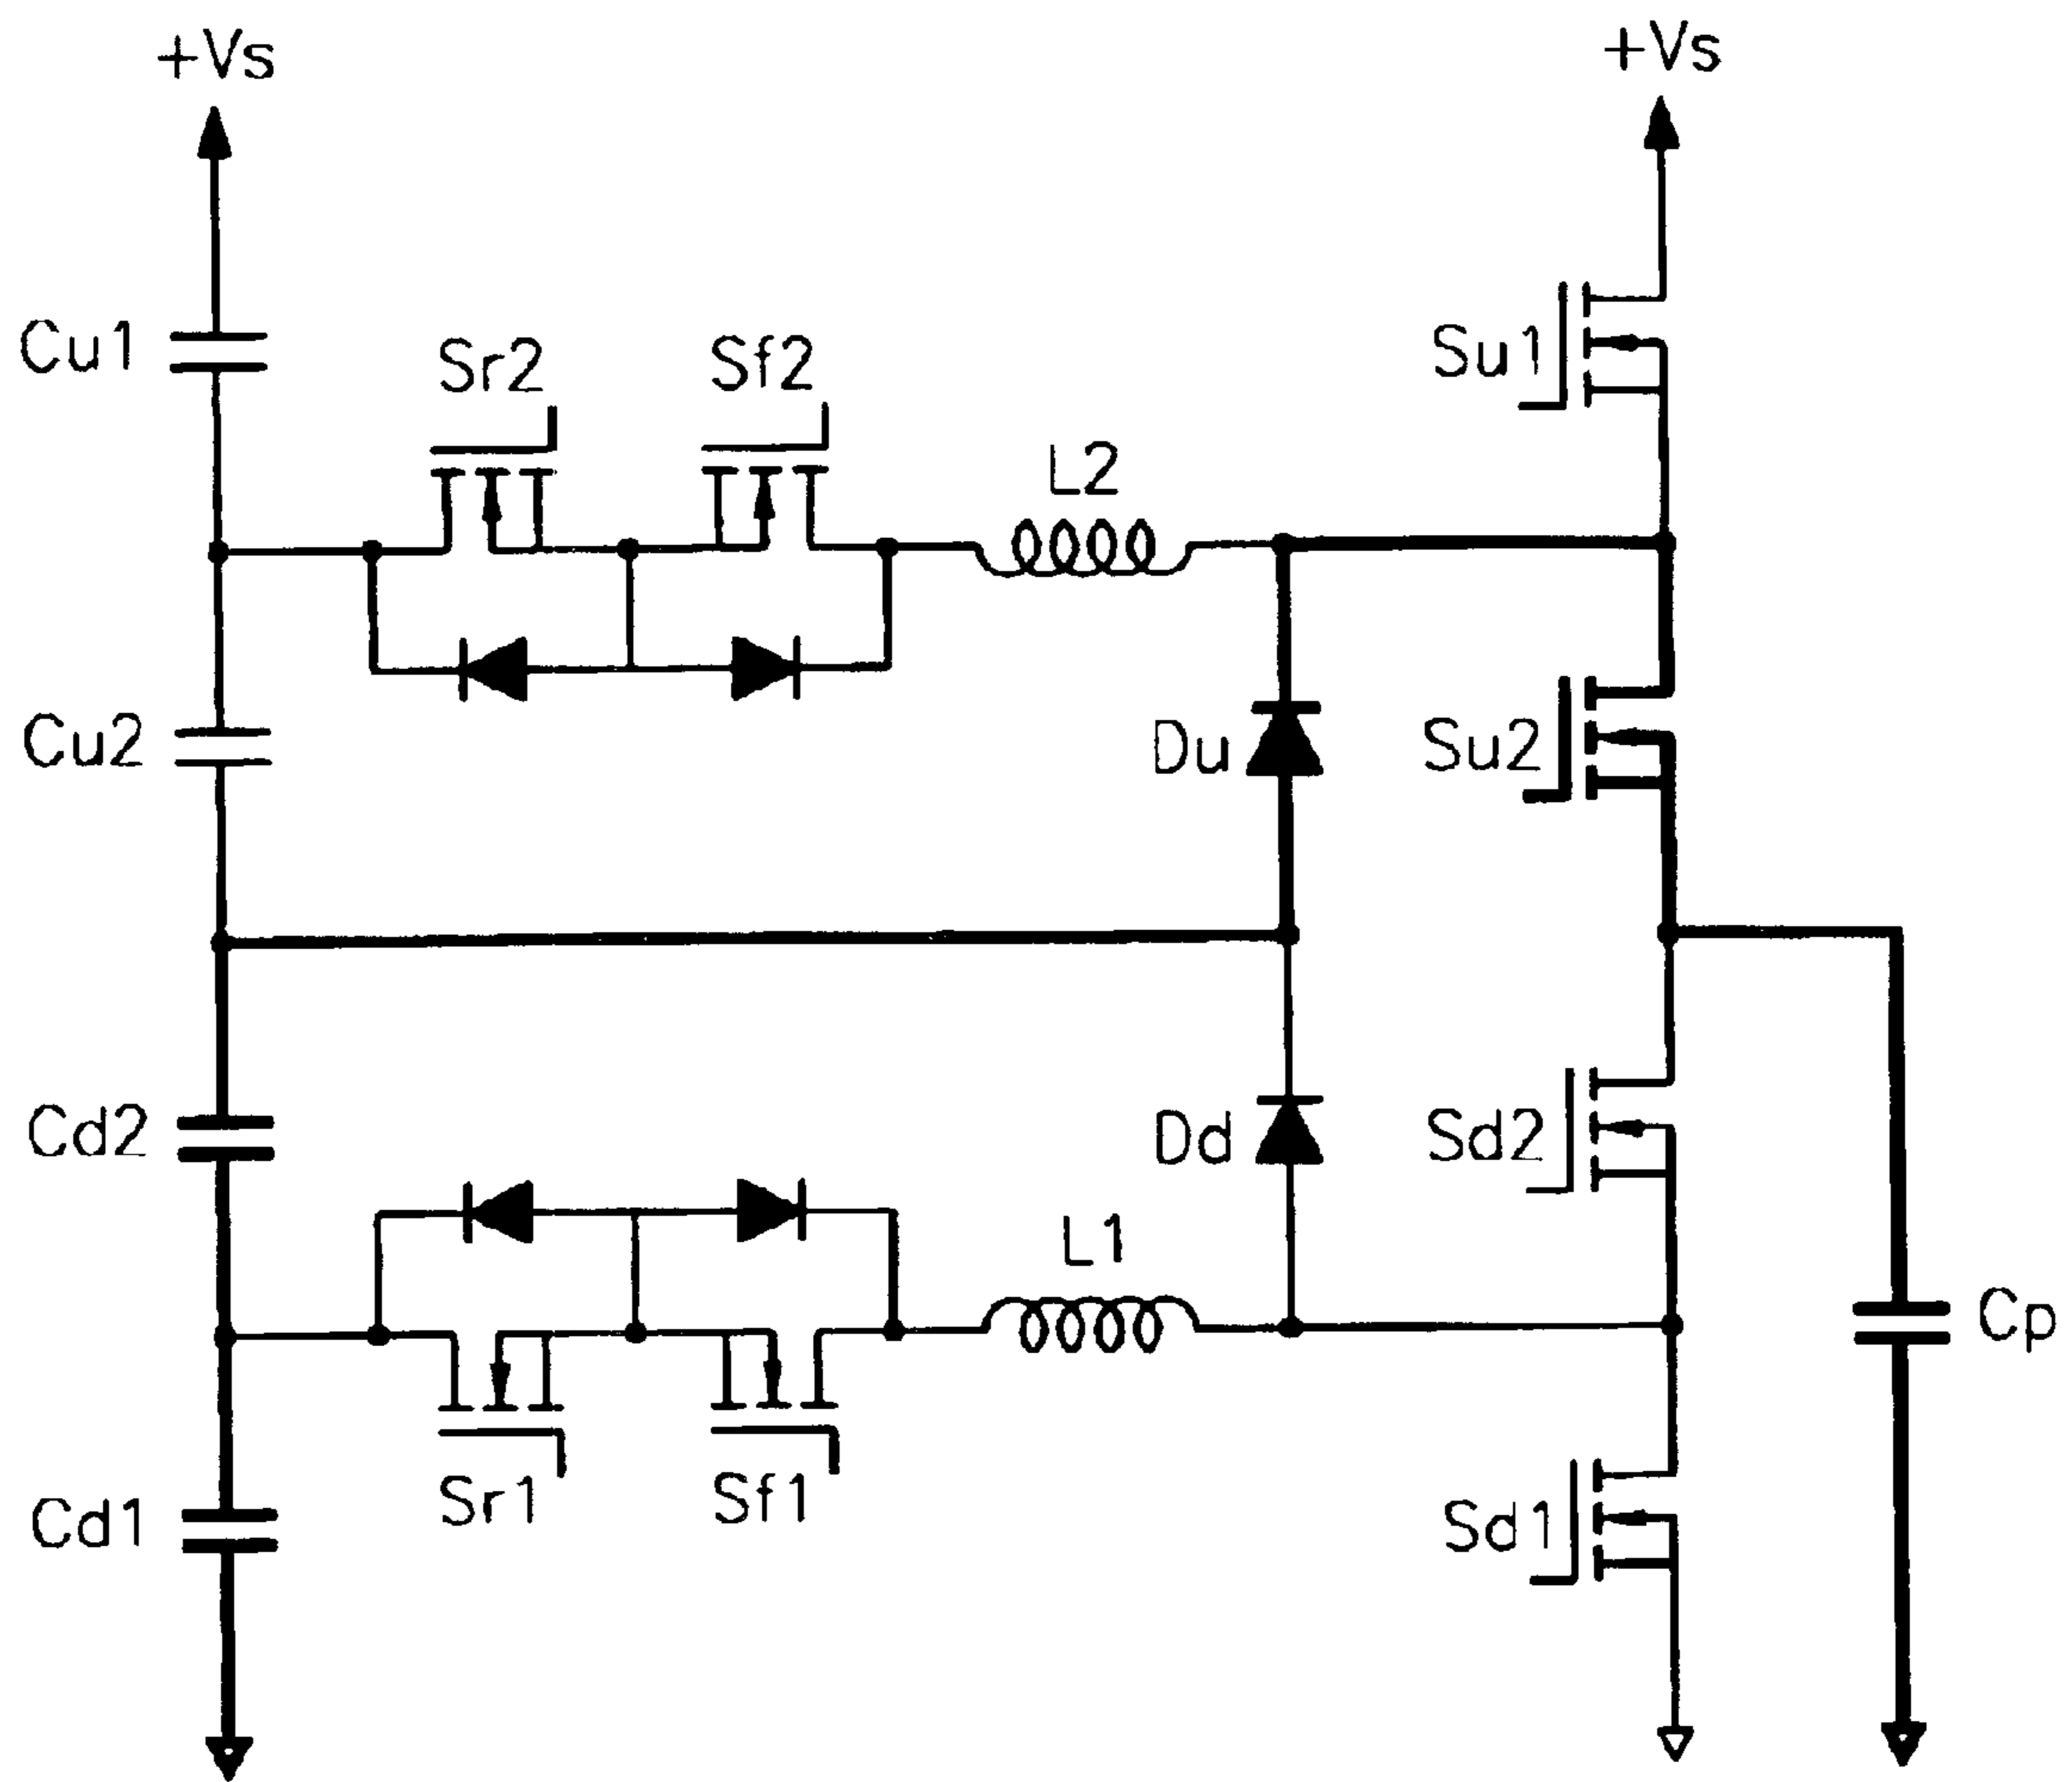 +Vs
+Vs
Cu1
Sr2
Sf2
Su1
L2
Cu2
Du
Su2
Cd2
Dd
Sd2
L1
Cp
Cd1
Sr1
Sf1
Sd1